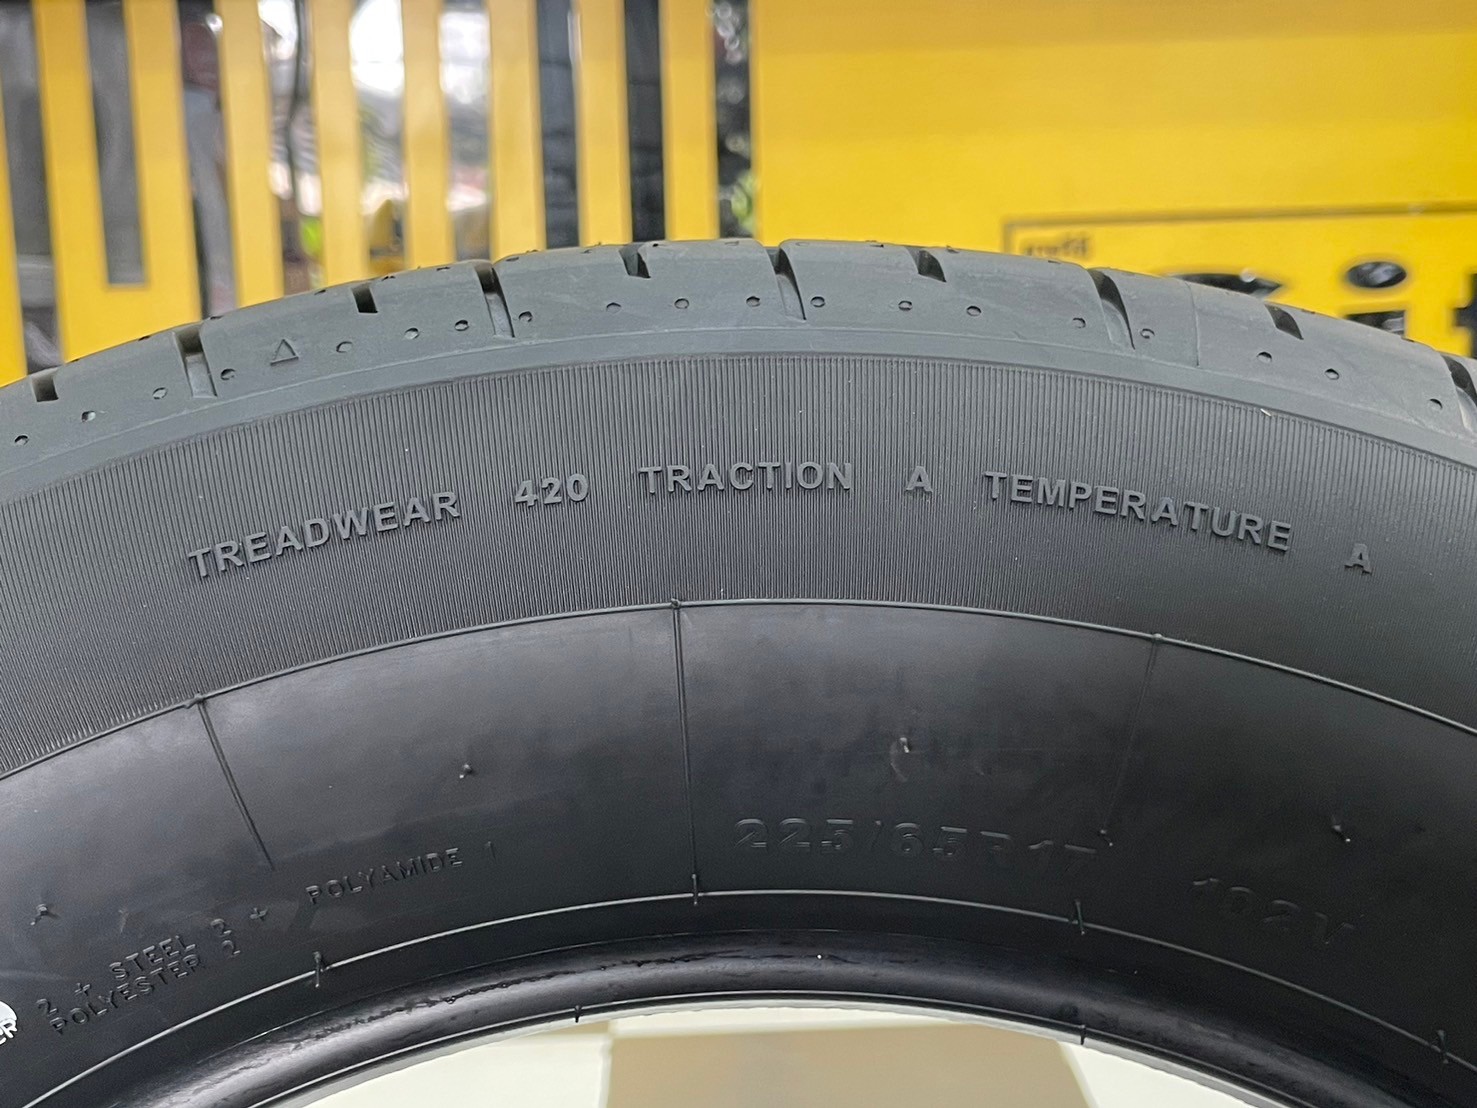 TREADWEAR 420 TRACTION A TEMPERATURE A
225/65R17 102V
POLYAMIDE 1
STEEL 2 +
2 +
POLYESTER 2